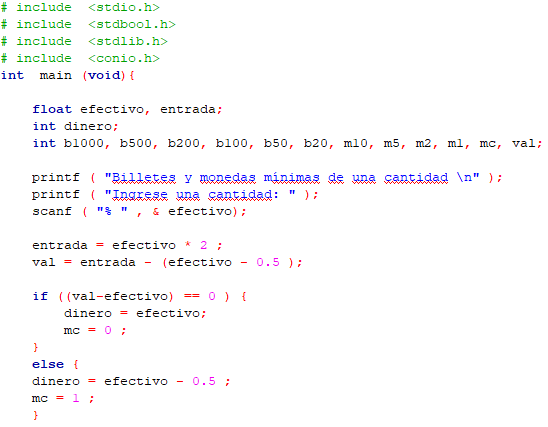 # include  <stdio.h>
# include  <stdbool.h>
# include  <stdlib.h>
# include  <conio.h>
int  main (void){
float efectivo, entrada;
int dinero;
int b1000, b500, b200, b100, b50, b20, m10, m5, m2, m1, mc, val;
printf ( "Billetes y monedas mínimas de una cantidad \n" );
printf ( "Ingrese una cantidad: " );
scanf ( "% " , & efectivo);
entrada = efectivo * 2 ;
val = entrada - (efectivo - 0.5 );
if ((val-efectivo) == 0 ) {
dinero = efectivo;
mc = 0 ;
}
else {
dinero = efectivo - 0.5 ;
mc = 1 ;
}